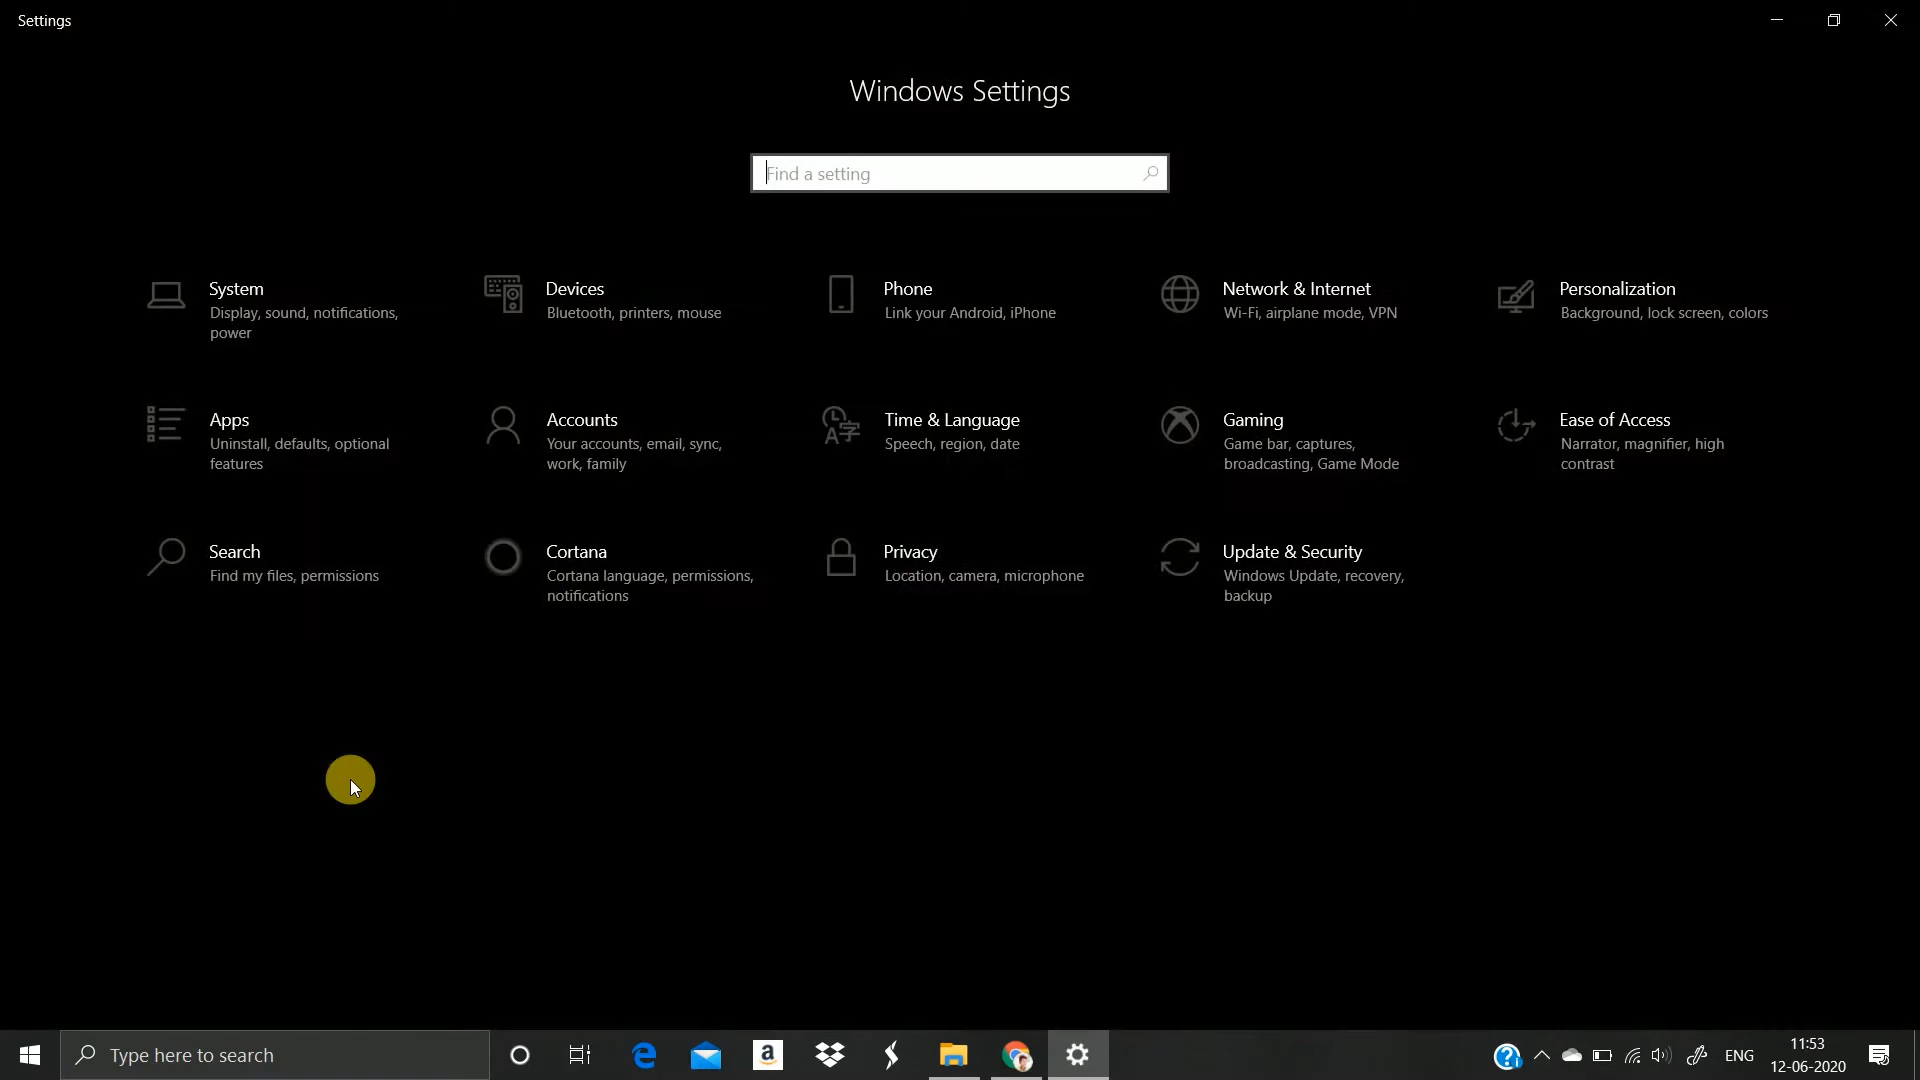 Settings
Windows Settings
Find a setting
System
Display, sound, notifications,
power
Devices
Bluetooth, printers, mouse
Phone
Link your Android, iPhone
Network & Internet
Wi-Fi, airplane mode, VPN
Personalization
Background, lock screen, colors
Apps
Uninstall, defaults, optional
features
Accounts
Your accounts, email, sync,
work, family
Time & Language
Speech, region, date
Gaming
Game bar, captures,
broadcasting, Game Mode
Ease of Access
Narrator, magnifier, high
contrast
Search
Find my files, permissions
Cortana
Cortana language, permissions,
notifications
Privacy
Location, camera, microphone
Update & Security
Windows Update, recovery,
backup
Type here to search
ENG
11:53
12-06-2020